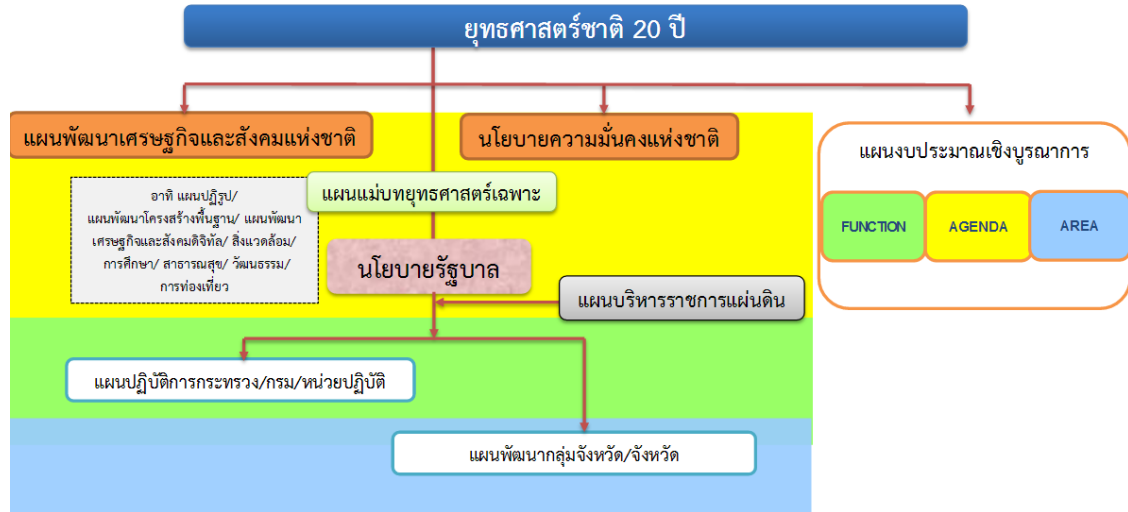 ยุทธศาสตร์ชาติ 20 ปี
แผนพัฒนาเศรษฐกิจและสังคมแห่งชาติ
นโยบายความมั่นคงแห่งชาติ
แผนงบประมาณเชิงบูรณาการ
FUNCTION
AGENDA
AREA
อาทิ แผนปฏิรูป/
แผนพัฒนาโครงสร้างพื้นฐาน/ แผนพัฒนา
เศรษฐกิจและสังคมดิจิทัล/ สิ่งแวดล้อม/
การศึกษา/ สาธารณสุข/ วัฒนธรรม/
การท่องเที่ยว
แผนแม่บทยุทธศาสตร์เฉพาะ
นโยบายรัฐบาล
แผนบริหารราชการแผ่นดิน
แผนปฏิบัติการกระทรวง/กรม/หน่วยปฏิบัติ
แผนพัฒนากลุ่มจังหวัด/จังหวัด